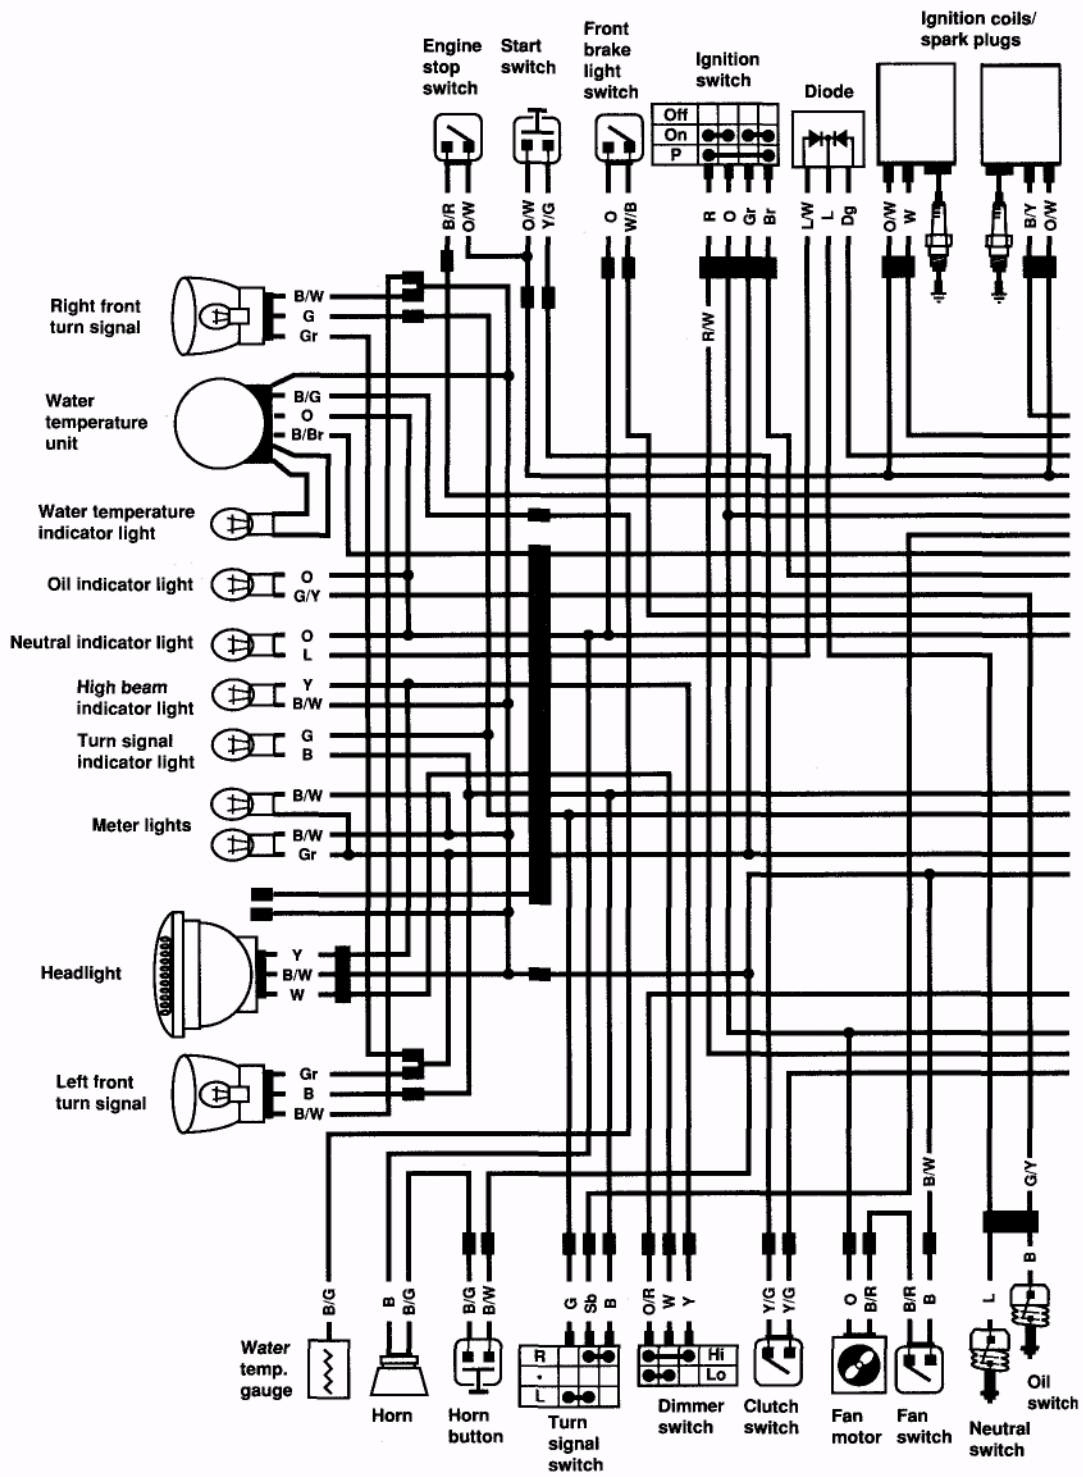 Ignition coils/
spark plugs
Front
brake
light
switch
Engine
stop
switch
Start
switch
Ignition
switch
Diode
Off
On
P
B/R
O/W
O/W
Y/G
O
W/B
R
O
Gr
Br
L/W
L
Dg
O/W
W
B/Y
O/W
R/W
Right front
turn signal
B/W
G
Gr
Water
temperature
unit
B/G
O
B/Br
Water temperature
indicator light
Oil indicator light
O
G/Y
Neutral indicator light
O
L
High beam
indicator light
Y
B/W
Turn signal
indicator light
G
B
Meter lights
B/W
B/W
Gr
Headlight
Y
B/W
W
Left front
turn signal
Gr
B
B/W
B/W
G/Y
B/G
B
B/G
B/G
B/W
G
Sb
B
O/R
W
Y
Y/G
Y/G
O
B/R
B/R
B
L
B
Water
temp.
gauge
Horn
Horn
button
R
.
L
Turn
signal
switch
Hi
Lo
Dimmer
switch
Clutch
switch
Fan
motor
Fan
switch
Neutral
switch
Oil
switch